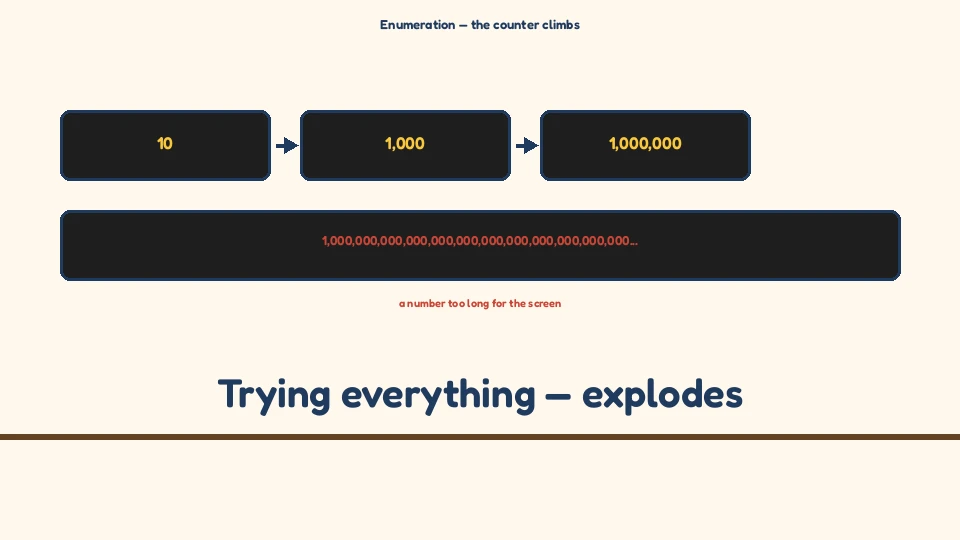 Enumeration — the counter climbs
10
1,000
1,000,000
1,000,000,000,000,000,000,000,000,000,000,000,000,000...
a number too long for the screen
Trying everything — explodes